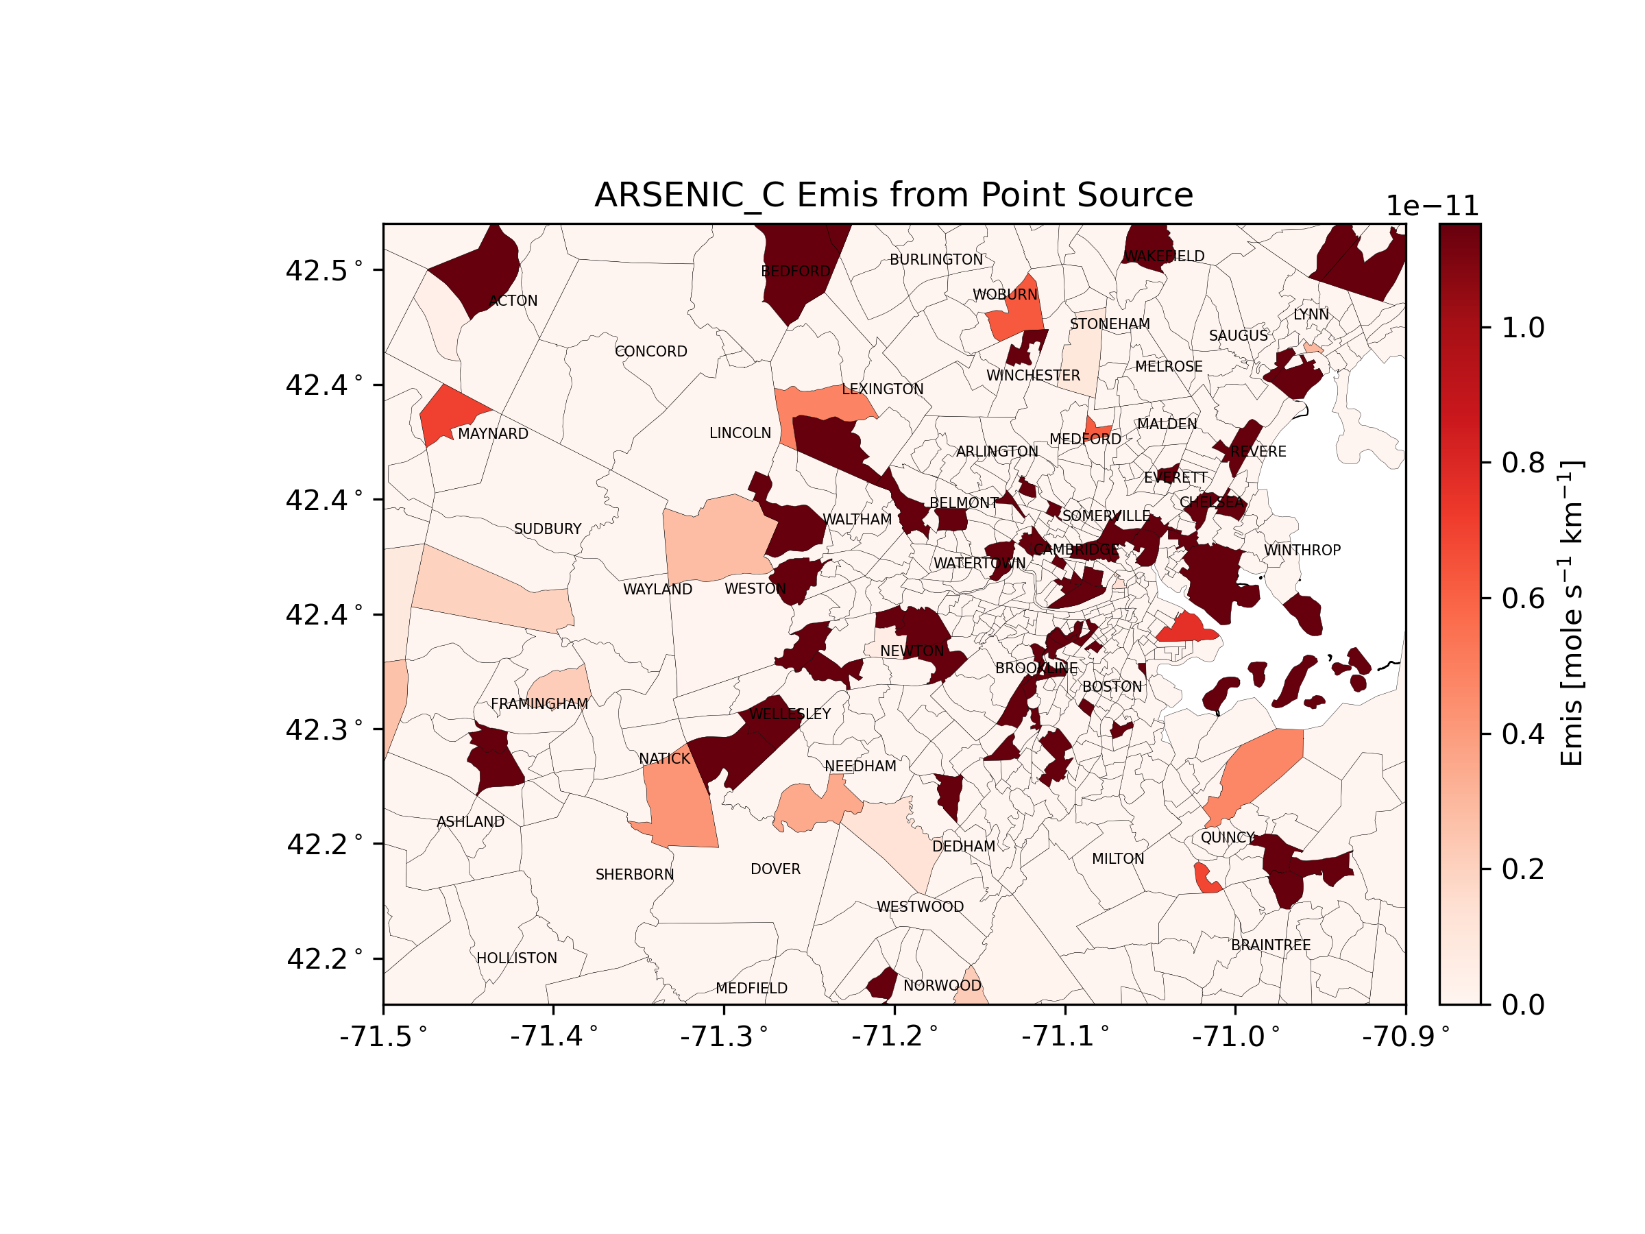 ARSENIC_C Emis from Point Source
1e−11
42.5°
42.4°
42.4°
42.4°
42.3°
42.2°
42.2°
-71.5°
-71.4°
-71.3°
-71.2°
-71.1°
-71.0°
-70.9°
1.0
0.8
0.6
0.4
0.2
0.0
Emis [mole s⁻¹ km⁻¹]
BEDFORD
BURLINGTON
WAKEFIELD
ACTON
WOBURN
LYNN
STONEHAM
SAUGUS
CONCORD
MELROSE
WINCHESTER
LEXINGTON
MALDEN
MAYNARD
LINCOLN
MEDFORD
ARLINGTON
REVERE
EVERETT
BELMONT
CHELSEA
WALTHAM
SOMERVILLE
SUDBURY
CAMBRIDGE
WINTHROP
WATERTOWN
WAYLAND
WESTON
NEWTON
BROOKLINE
BOSTON
FRAMINGHAM
WELLESLEY
NATICK
NEEDHAM
ASHLAND
QUINCY
DEDHAM
MILTON
SHERBORN
DOVER
WESTWOOD
BRAINTREE
HOLLISTON
MEDFIELD
NORWOOD